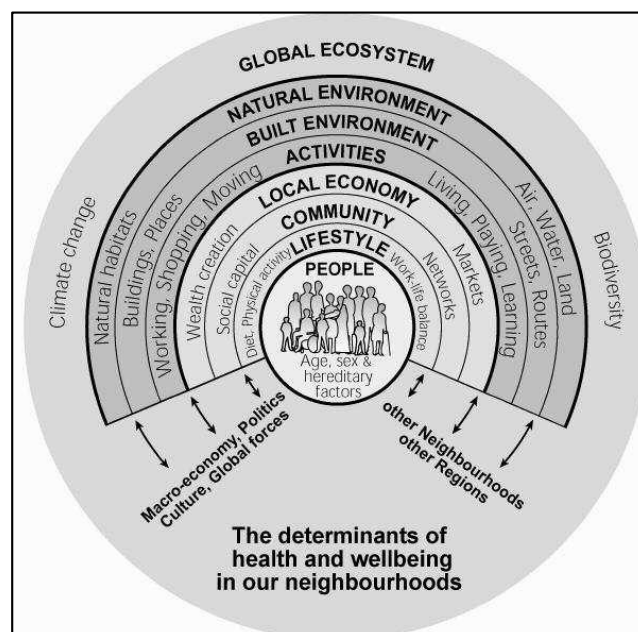 GLOBAL ECOSYSTEM
Climate change
Biodiversity
NATURAL ENVIRONMENT
Natural habitats
Air, Water, Land
BUILT ENVIRONMENT
Buildings, Places
Streets, Routes
ACTIVITIES
Working, Shopping, Moving
Living, Playing, Learning
LOCAL ECONOMY
Wealth creation
Markets
COMMUNITY
Social capital
Networks
LIFESTYLE
Diet, Physical activity
Work-life balance
PEOPLE
Age, sex &
hereditary
factors
Macro-economy, Politics
Culture, Global forces
other Neighbourhoods
other Regions
The determinants of
health and wellbeing
in our neighbourhoods